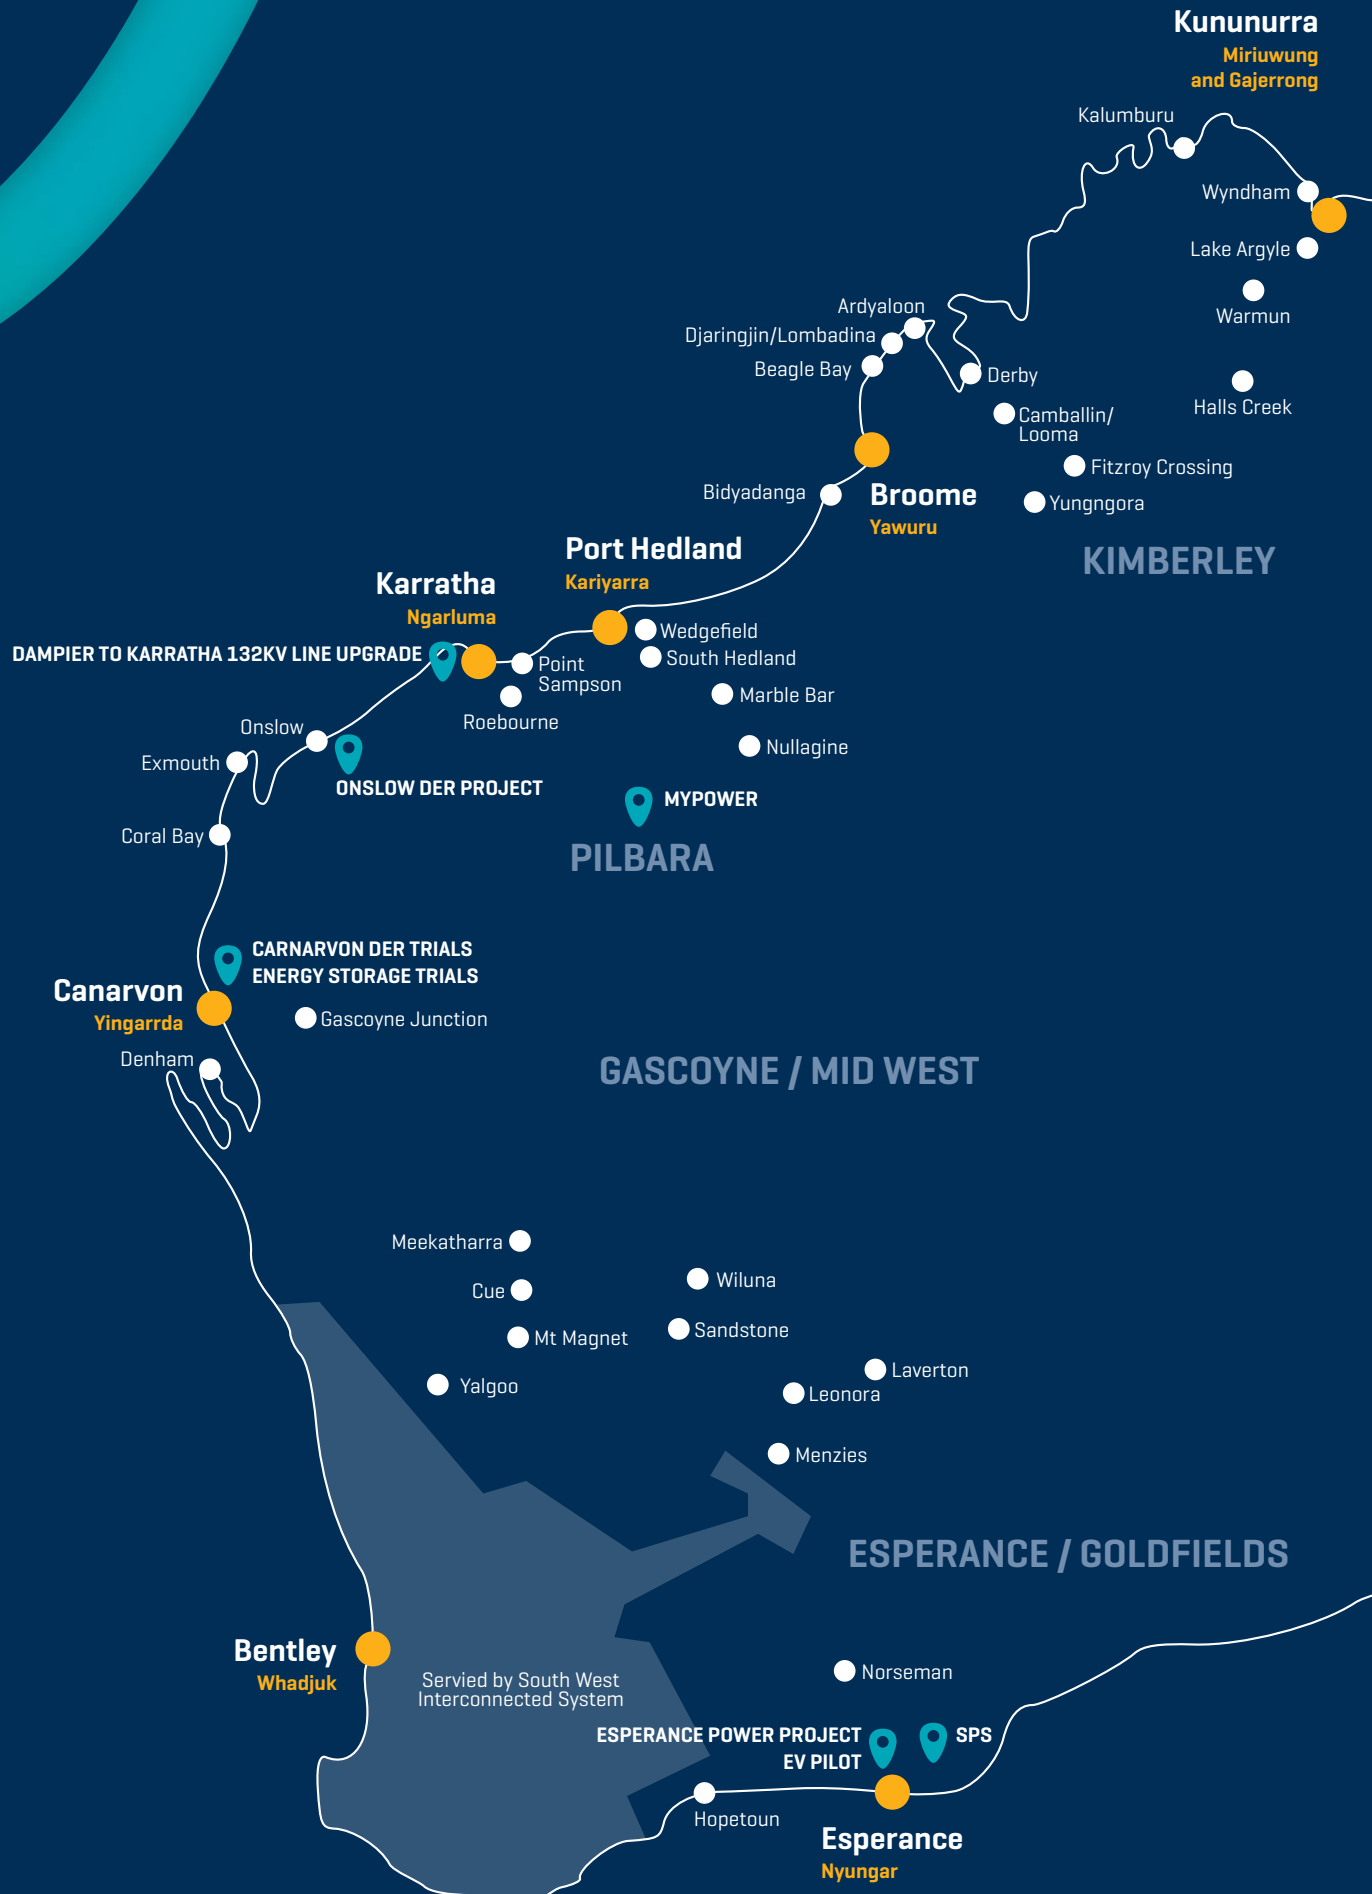 Kununurra
Miriuwung
and Gajerrong
Kalumburu
Wyndham
Lake Argyle
Warmun
Ardyaloon
Djaringjin/Lombadina
Beagle Bay
Derby
Halls Creek
Camballin/
Looma
Fitzroy Crossing
Yungngora
Bidyadanga
Broome
Yawuru
KIMBERLEY
Port Hedland
Kariyarra
Karratha
Ngarluma
DAMPIER TO KARRATHA 132KV LINE UPGRADE
Wedgefield
South Hedland
Point
Sampson
Roebourne
Marble Bar
Onslow
Nullagine
Exmouth
ONSLOW DER PROJECT
MYPOWER
Coral Bay
PILBARA
CARNARVON DER TRIALS
ENERGY STORAGE TRIALS
Canarvon
Yingarrda
Gascoyne Junction
Denham
GASCOYNE / MID WEST
Meekatharra
Cue
Wiluna
Mt Magnet
Sandstone
Yalgoo
Laverton
Leonora
Menzies
ESPERANCE / GOLDFIELDS
Bentley
Whadjuk
Servied by South West
Interconnected System
Norseman
ESPERANCE POWER PROJECT
EV PILOT
SPS
Hopetoun
Esperance
Nyungar